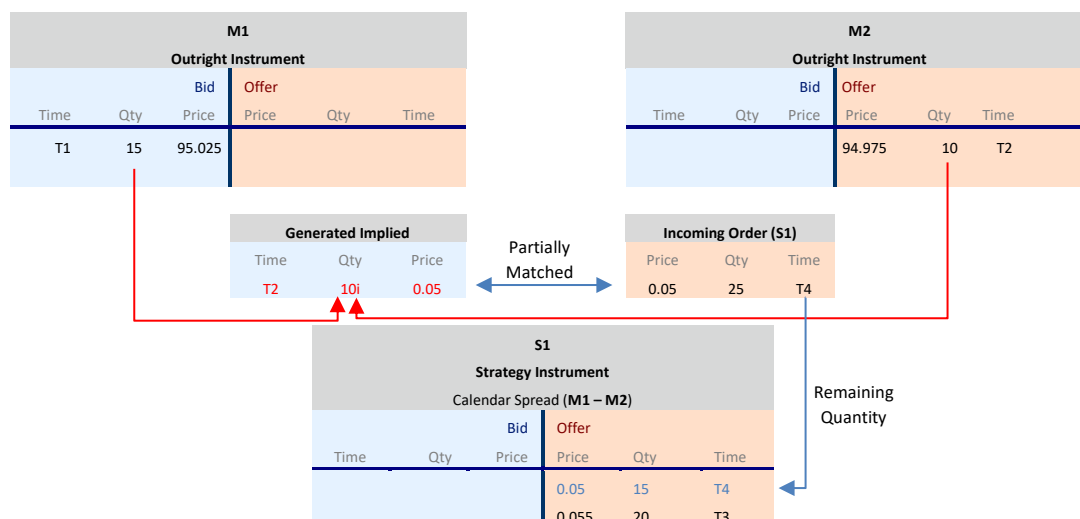 M1
Outright Instrument
Bid Offer
Time Qty Price Price Qty Time
T1 15 95.025
M2
Outright Instrument
Bid Offer
Time Qty Price Price Qty Time
94.975 10 T2
Generated Implied
Time Qty Price
T2 10i 0.05
Partially
Matched
Incoming Order (S1)
Price Qty Time
0.05 25 T4
S1
Strategy Instrument
Calendar Spread (M1 – M2)
Bid Offer
Time Qty Price Price Qty Time
0.05 15 T4
0.055 20 T3
Remaining
Quantity